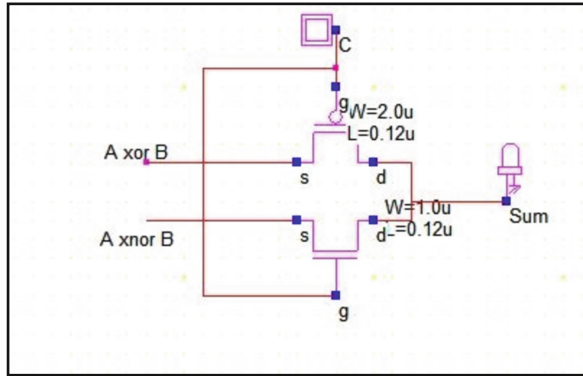 C
g
W=2.0u
L=0.12u
A xor B
s
d
W=1.0u
Sum
A xnor B
s
d
L=0.12u
g